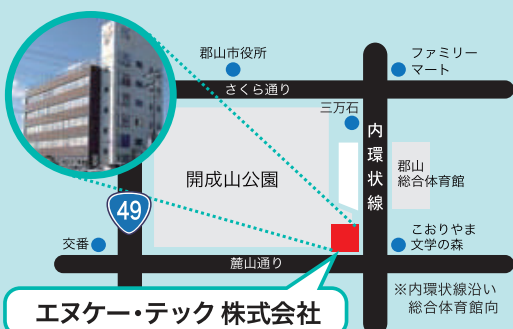 郡山市役所
ファミリー
マート
さくら通り
三万石
内環状線
開成山公園
郡山
総合体育館
49
交番
こおりやま
文学の森
麓山通り
※内環状線沿い
総合体育館向
エヌケー・テック 株式会社